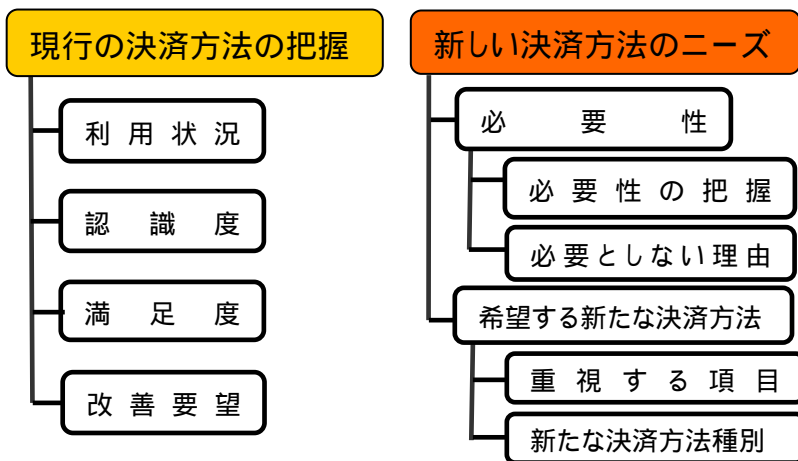 現行の決済方法の把握
利用状況
認識度
満足度
改善要望
新しい決済方法のニーズ
必要性
必要性の把握
必要としない理由
希望する新たな決済方法
重視する項目
新たな決済方法種別